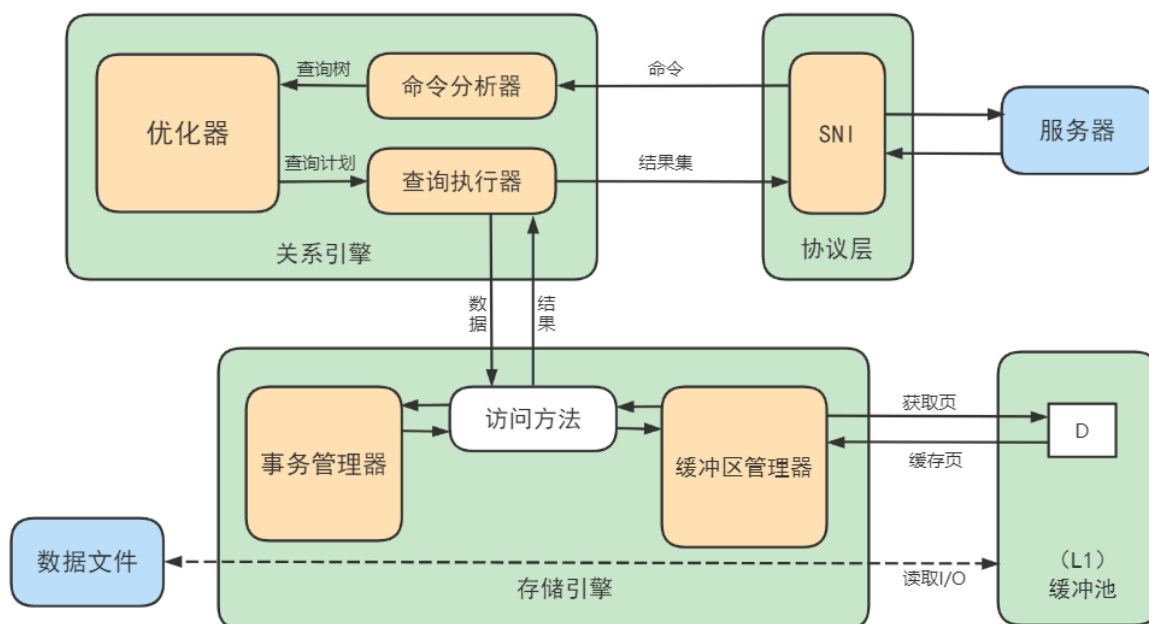 查询树
命令分析器
命令
优化器
SNI
服务器
查询计划
查询执行器
结果集
关系引擎
协议层
数据
结果
访问方法
获取页
D
事务管理器
缓冲区管理器
缓存页
数据文件
存储引擎
读取I/O
（L1）
缓冲池